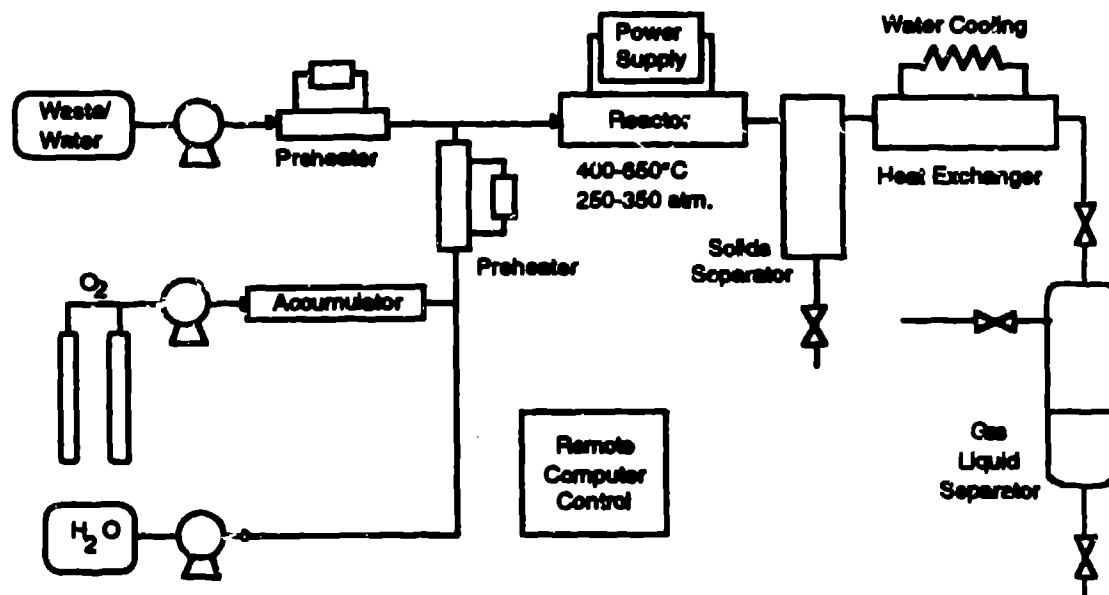 Power
Supply
Water Cooling
Waste/
Water
Preheater
Reactor
400-650°C
250-350 atm.
Heat Exchanger
Solids
Separator
Preheater
O2
Accumulator
Remote
Computer
Control
Gas
Liquid
Separator
H2O